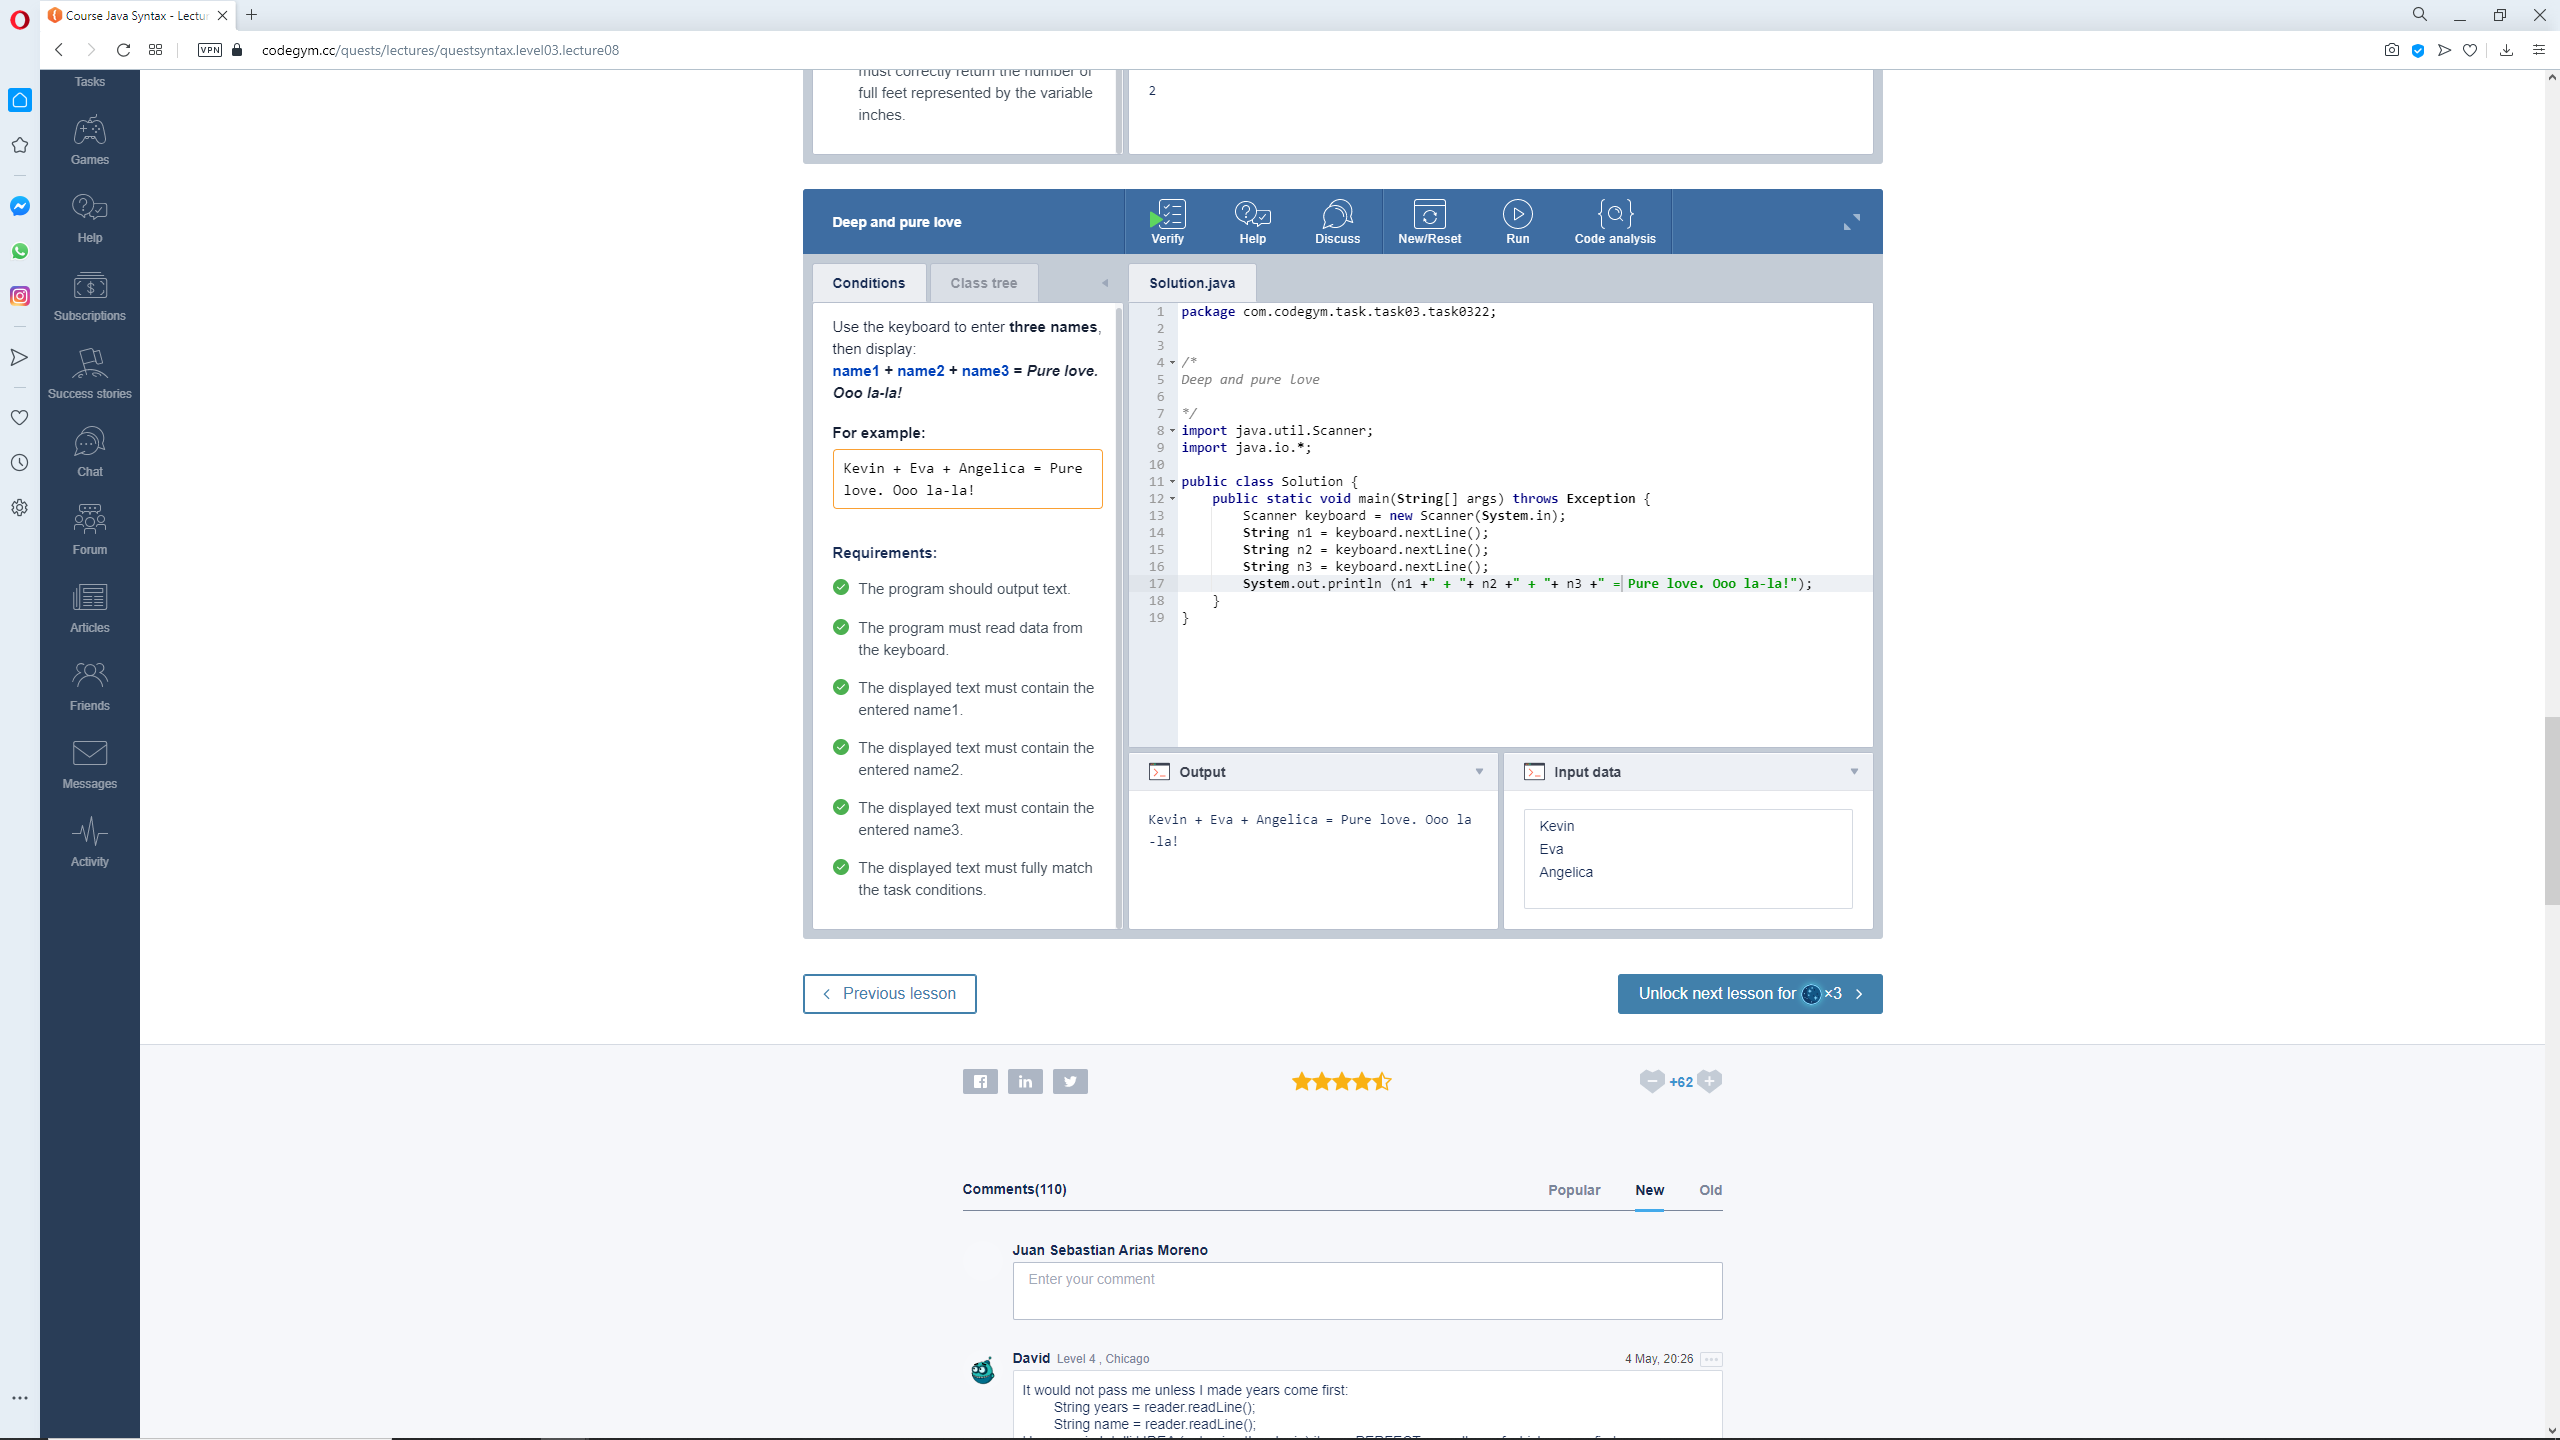 Course Java Syntax - Lectu
VPN
codegym.cc/quests/lectures/questsyntax.level03.lecture08
Tasks
Games
Help
Subscriptions
Success stories
Chat
Forum
Articles
Friends
Messages
Activity
must correctly return the number of
full feet represented by the variable
inches.
2
Deep and pure love
Verify
Help
Discuss
New/Reset
Run
Code analysis
Conditions
Class tree
Solution.java
Use the keyboard to enter three names,
then display:
name1 + name2 + name3 = Pure love.
Ooo la-la!
For example:
Kevin + Eva + Angelica = Pure
love. Ooo la-la!
Requirements:
The program should output text.
The program must read data from
the keyboard.
The displayed text must contain the
entered name1.
The displayed text must contain the
entered name2.
The displayed text must contain the
entered name3.
The displayed text must fully match
the task conditions.
1 package com.codegym.task.task03.task0322;
2
3
4 /*
5 Deep and pure love
6
7 */
8 import java.util.Scanner;
9 import java.io.*;
10
11 public class Solution {
12 public static void main(String[] args) throws Exception {
13 Scanner keyboard = new Scanner(System.in);
14 String n1 = keyboard.nextLine();
15 String n2 = keyboard.nextLine();
16 String n3 = keyboard.nextLine();
17 System.out.println (n1 +" + "+ n2 +" + "+ n3 +" = Pure love. Ooo la-la!");
18 }
19 }
Output
Kevin + Eva + Angelica = Pure love. Ooo la
-la!
Input data
Kevin
Eva
Angelica
Previous lesson
Unlock next lesson for ×3
+62
Comments(110)
Popular
New
Old
Juan Sebastian Arias Moreno
Enter your comment
David Level 4 , Chicago
4 May, 20:26
It would not pass me unless I made years come first:
String years = reader.readLine();
String name = reader.readLine();